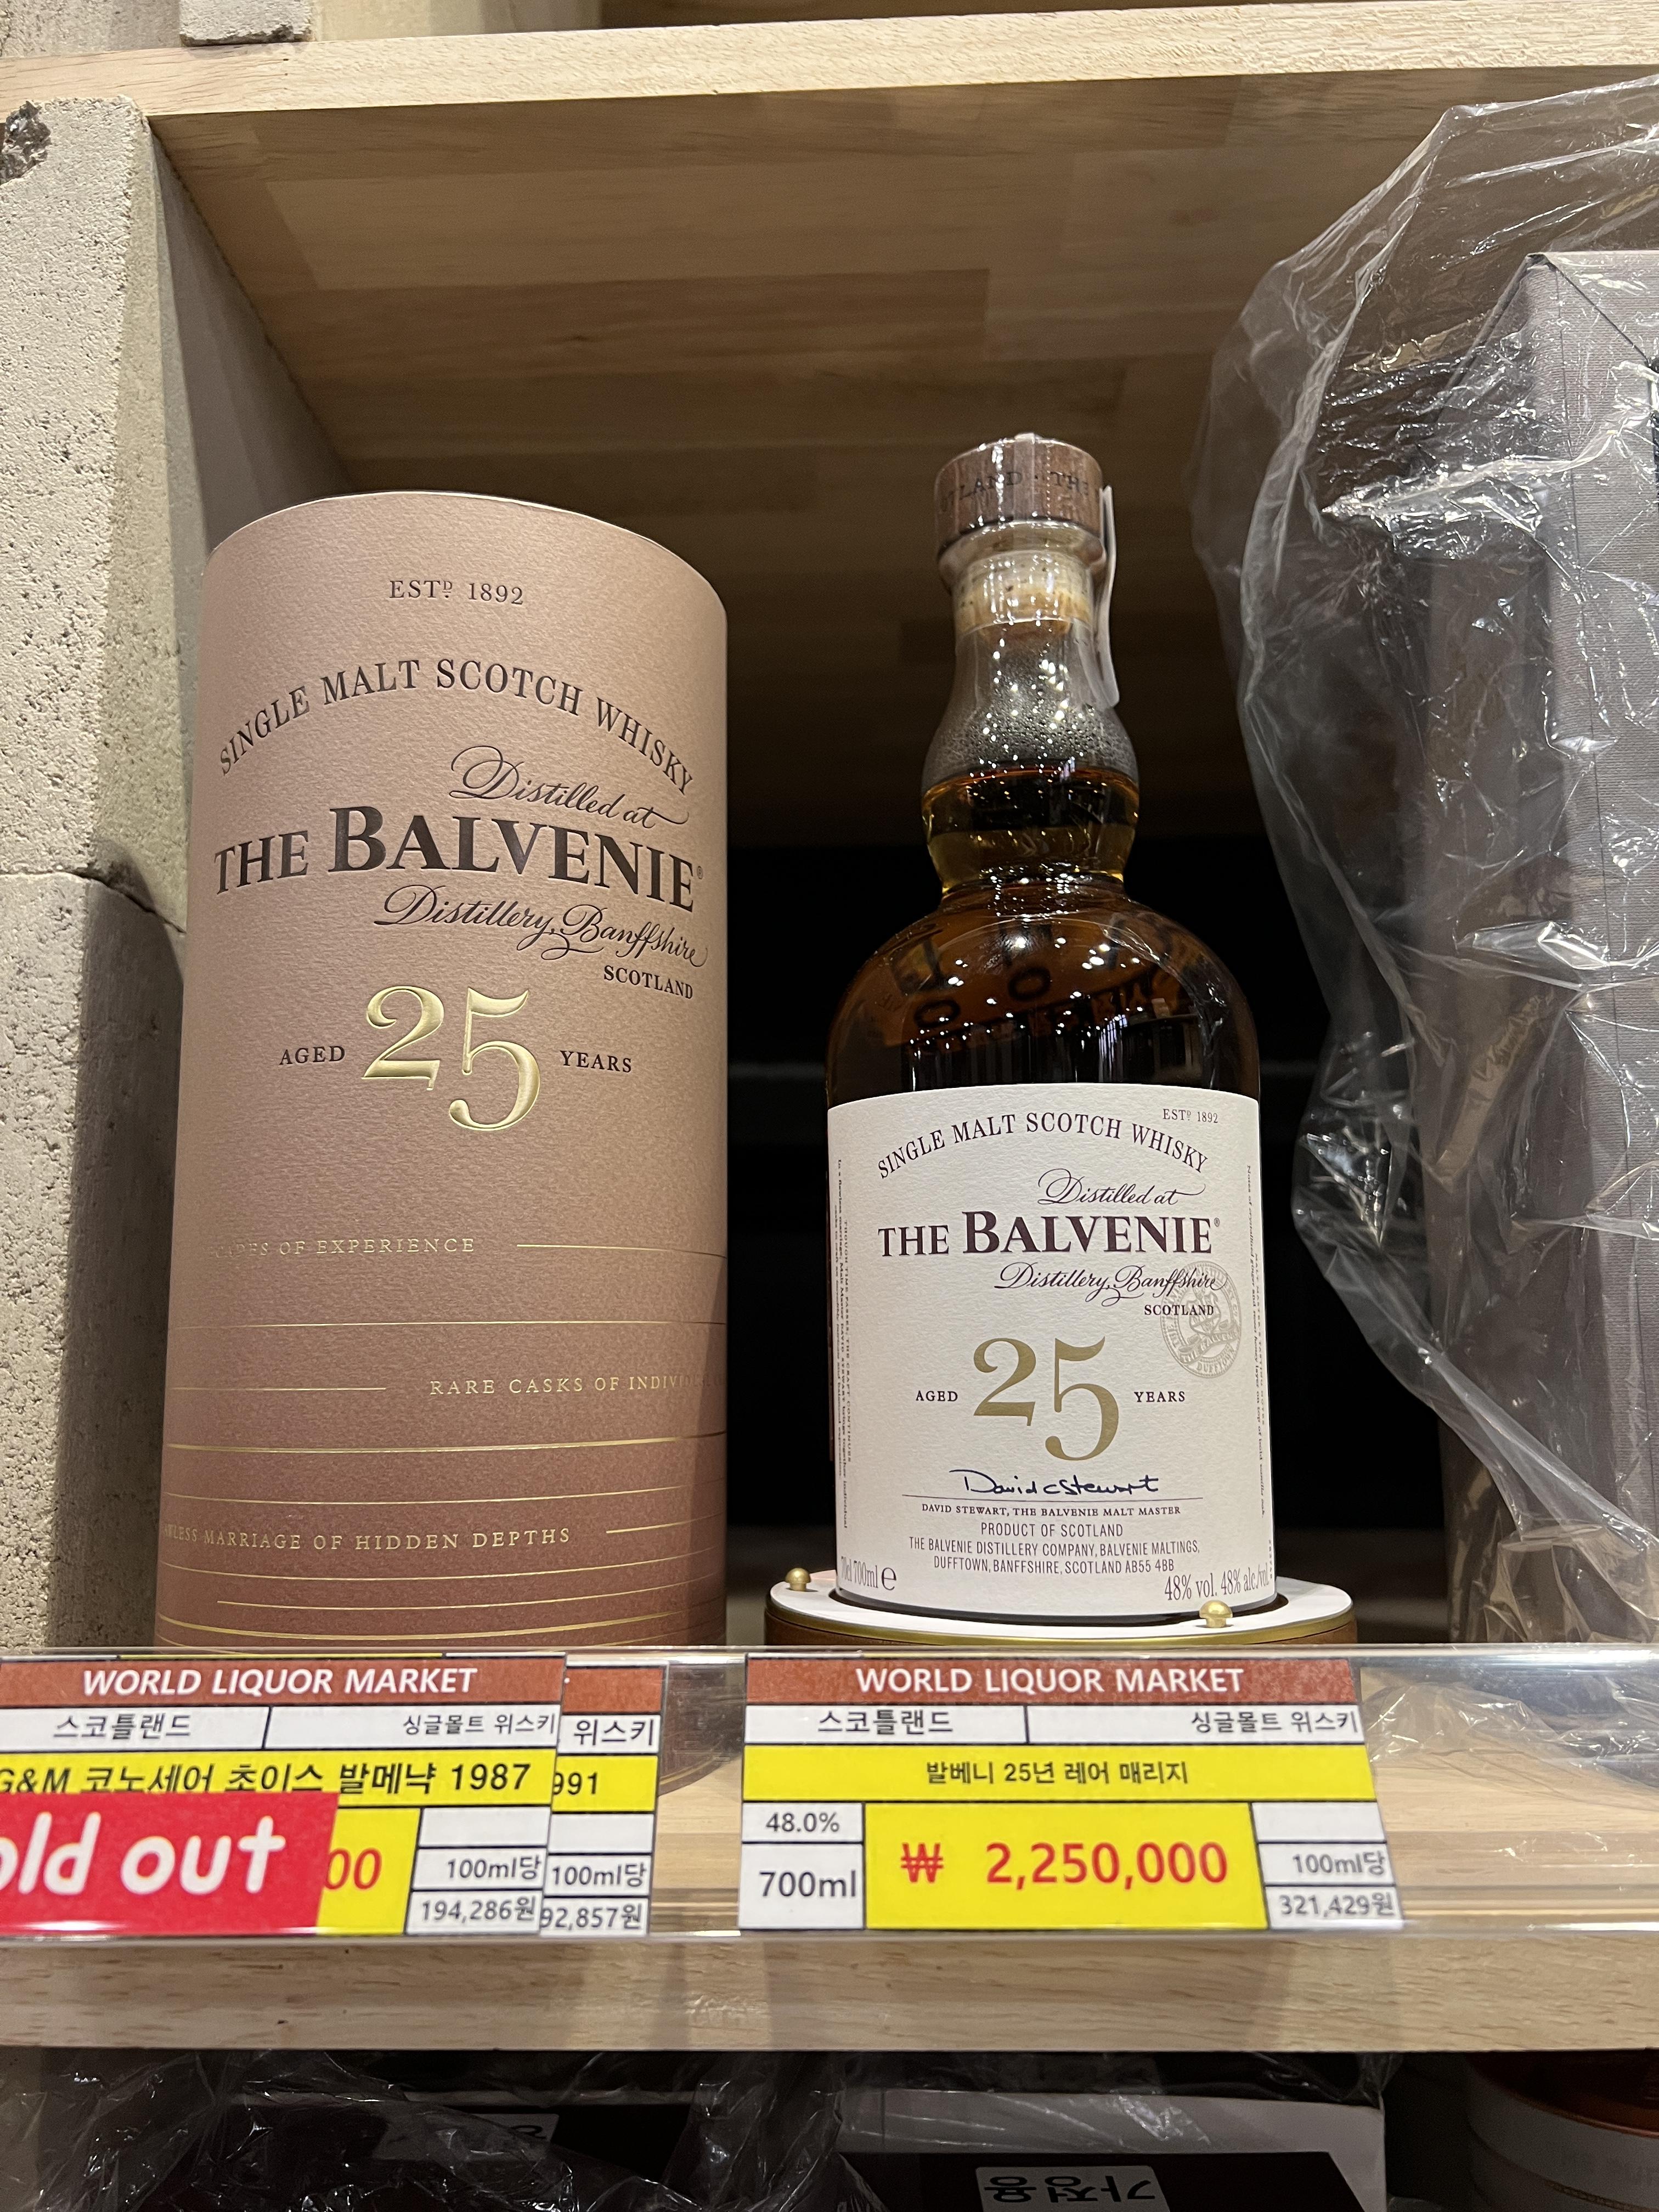 ESTD 1892
SINGLE MALT SCOTCH WHISKY
Distilled at
THE BALVENIE®
Distillery, Banffshire
SCOTLAND
AGED 25 YEARS
OF EXPERIENCE
RARE CASKS OF
MARRIAGE OF HIDDEN DEPTHS
ESTD 1892
SINGLE MALT SCOTCH WHISKY
Distilled at
THE BALVENIE®
Distillery, Banffshire
SCOTLAND
AGED 25 YEARS
David C Stewart
DAVID STEWART, THE BALVENIE MALT MASTER
PRODUCT OF SCOTLAND
THE BALVENIE DISTILLERY COMPANY, BALVENIE MALTINGS,
DUFFTOWN, BANFFSHIRE, SCOTLAND AB55 4BB
70cl 700ml e
48% vol. 48% alc./vol.
WORLD LIQUOR MARKET
스코틀랜드 싱글몰트 위스키
G&M 코노세어 초이스 발메냑 1987
old out
00
100ml당
194,286원
위스키
991
100ml당
92,857원
WORLD LIQUOR MARKET
스코틀랜드 싱글몰트 위스키
발베니 25년 레어 매리지
48.0%
700ml
₩ 2,250,000
100ml당
321,429원
가정용